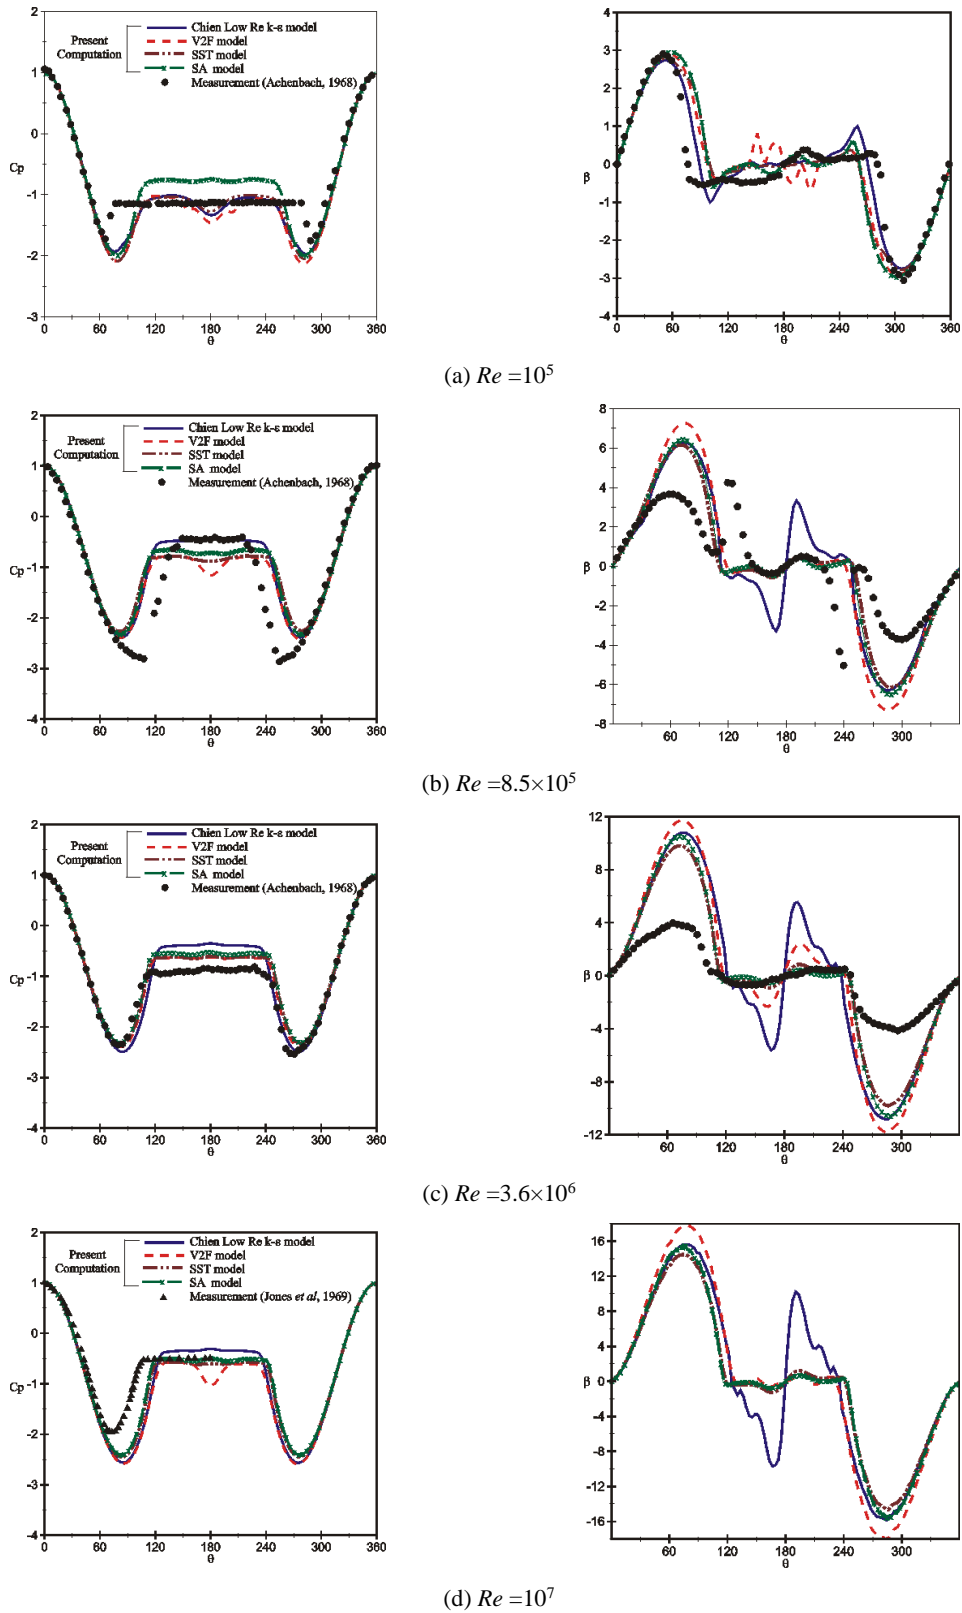 Present
Computation
Chien Low Re k-ε model
V2F model
SST model
SA model
Measurement (Achenbach, 1968)
2
1
0
Cp
-1
-2
-3
0 60 120 180 240 300 360
θ
4
3
2
1
β 0
-1
-2
-3
-4
0 60 120 180 240 300 360
θ
(a) Re =10⁵
Present
Computation
Chien Low Re k-ε model
V2F model
SST model
SA model
Measurement (Achenbach, 1968)
2
1
0
Cp -1
-2
-3
-4
0 60 120 180 240 300 360
θ
8
6
4
2
β 0
-2
-4
-6
-8
60 120 180 240 300
θ
(b) Re =8.5×10⁵
Present
Computation
Chien Low Re k-ε model
V2F model
SST model
SA model
Measurement (Achenbach, 1968)
2
1
0
Cp -1
-2
-3
-4
0 60 120 180 240 300 360
θ
12
8
4
β 0
-4
-8
-12
60 120 180 240 300
θ
(c) Re =3.6×10⁶
Present
Computation
Chien Low Re k-ε model
V2F model
SST model
SA model
Measurement (Jones et al, 1969)
2
1
0
Cp -1
-2
-3
-4
0 60 120 180 240 300 360
θ
16
12
8
4
β 0
-4
-8
-12
-16
60 120 180 240 300
θ
(d) Re =10⁷